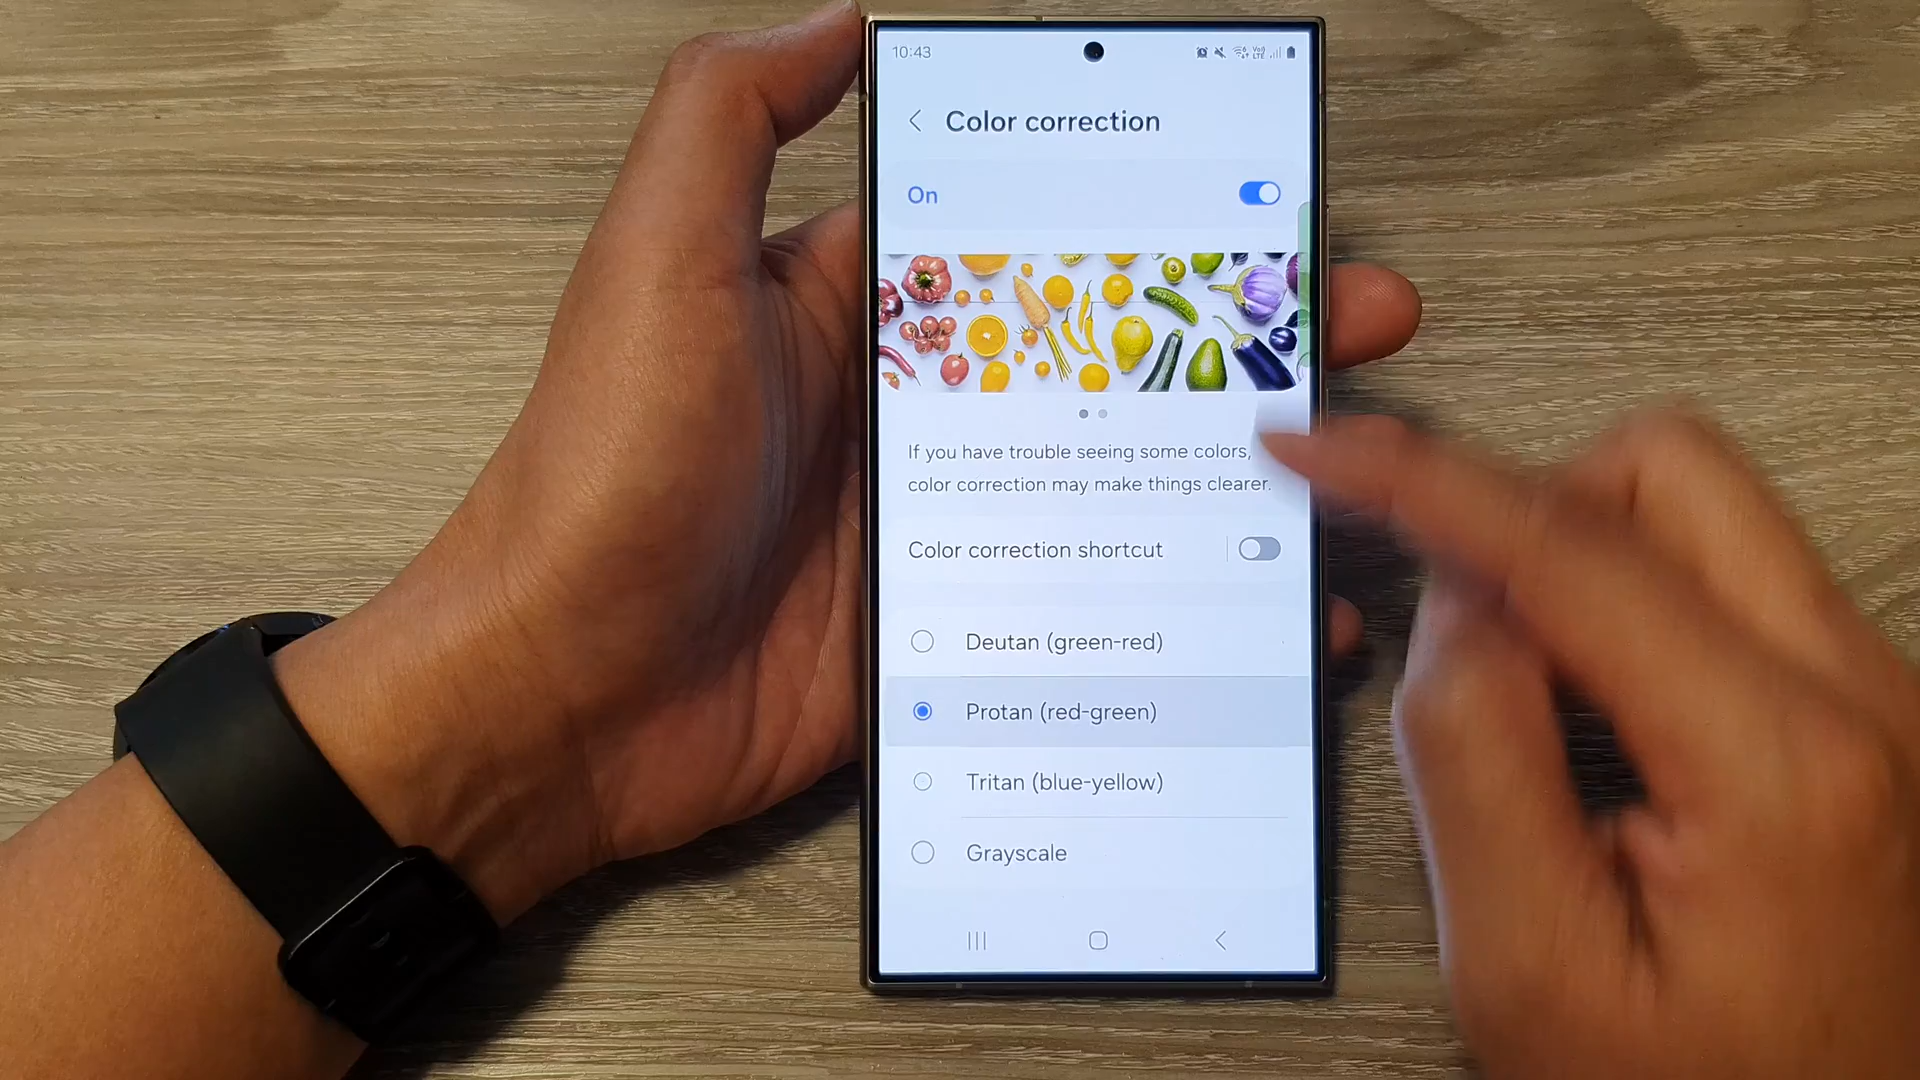 10:43
Color correction
On
If you have trouble seeing some colors,
color correction may make things clearer.
Color correction shortcut
Deutan (green-red)
Protan (red-green)
Tritan (blue-yellow)
Grayscale